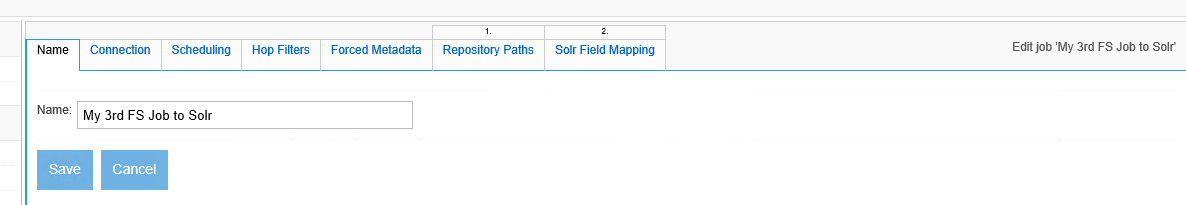 1. 2.
Name Connection Scheduling Hop Filters Forced Metadata Repository Paths Solr Field Mapping Edit job 'My 3rd FS Job to Solr'
Name: My 3rd FS Job to Solr
Save Cancel